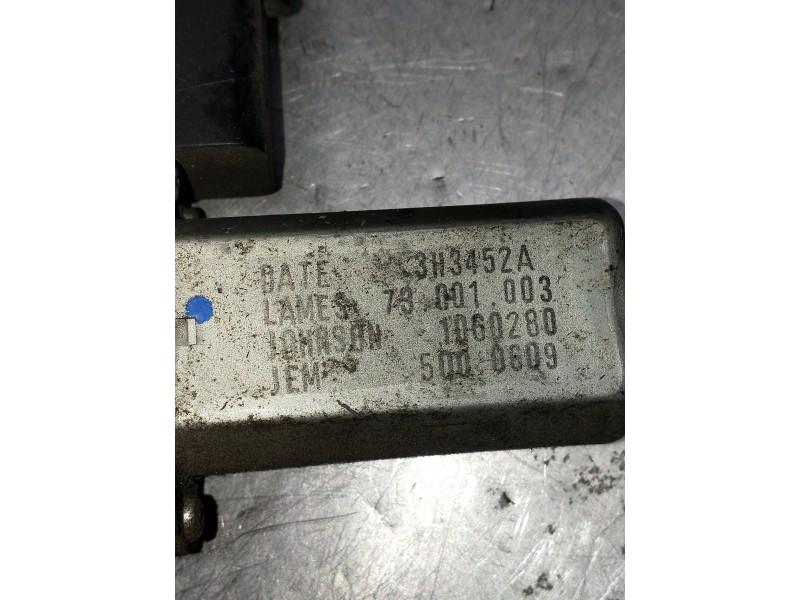 DATE 3H3452A
LAMES 73.001.003
JOHNSON 1060280
500.0609